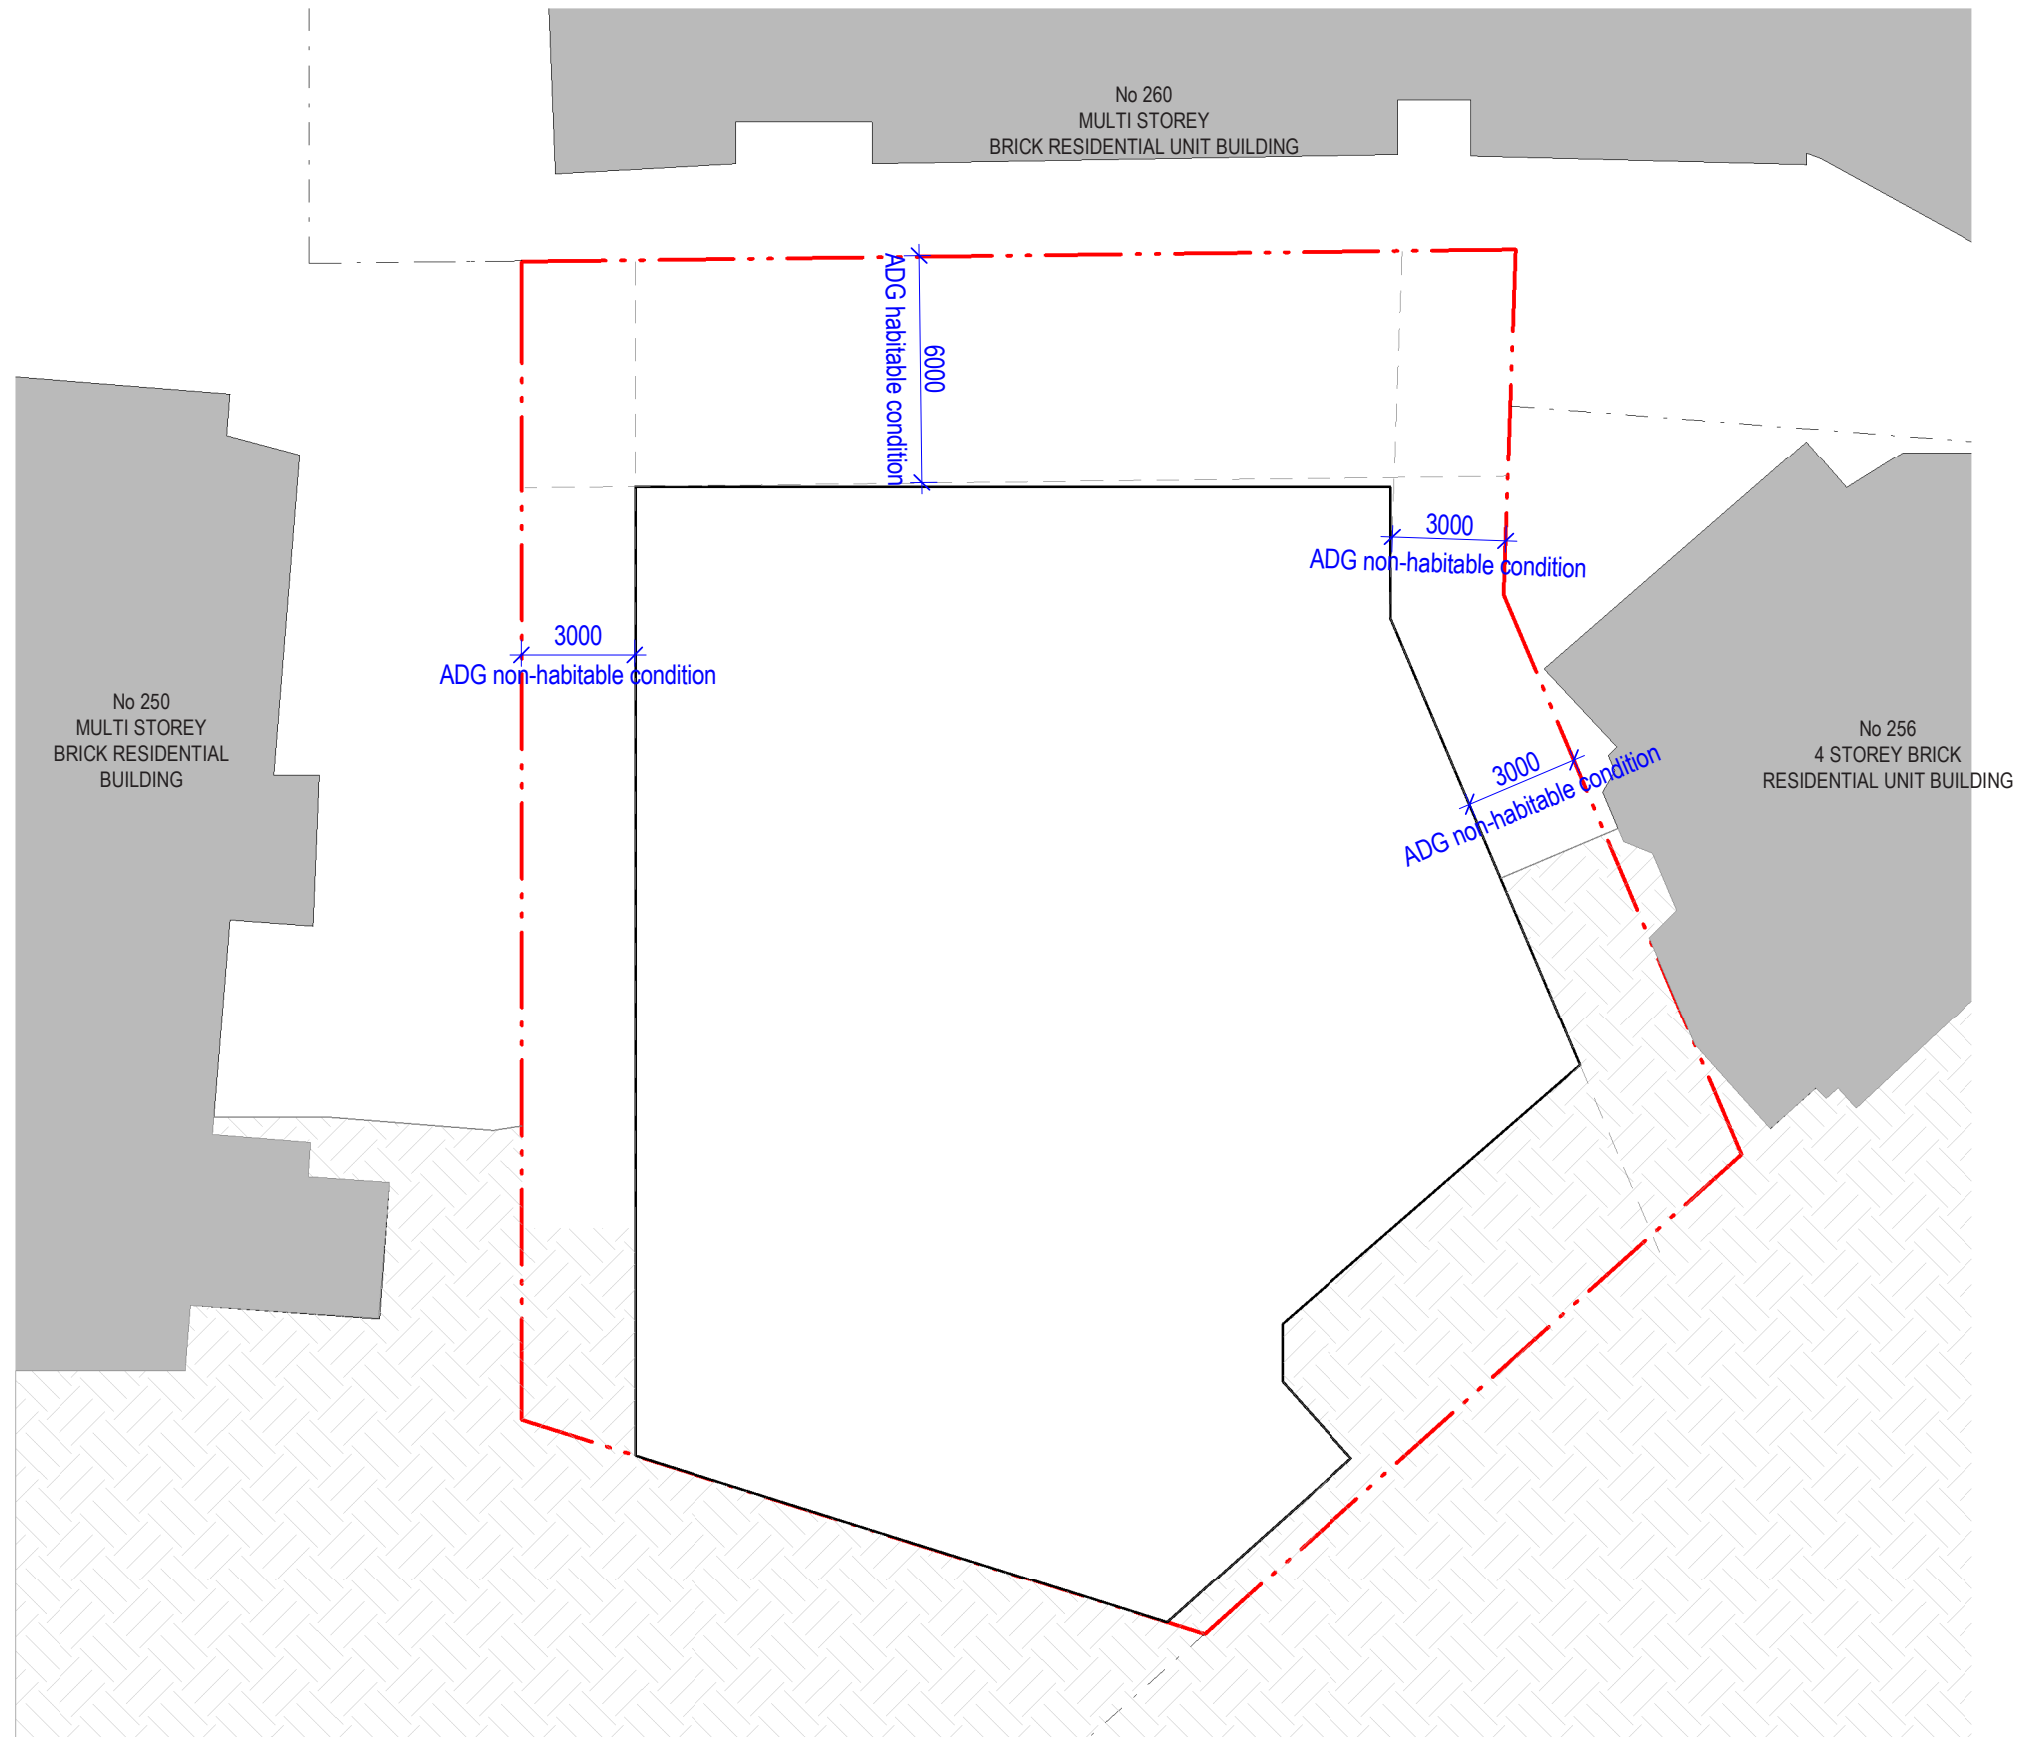 No 260
MULTI STOREY
BRICK RESIDENTIAL UNIT BUILDING
6000
ADG habitable condition
3000
ADG non-habitable condition
3000
ADG non-habitable condition
No 250
MULTI STOREY
BRICK RESIDENTIAL
BUILDING
3000
ADG non-habitable condition
No 256
4 STOREY BRICK
RESIDENTIAL UNIT BUILDING